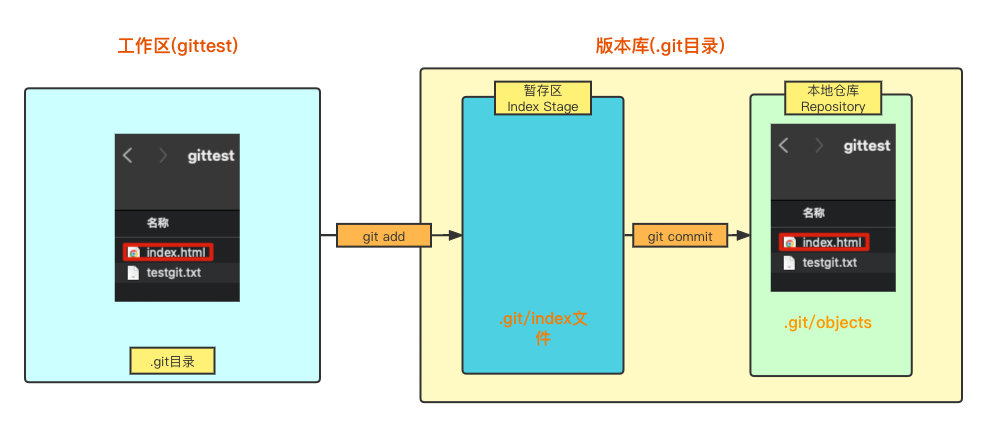 工作区(gittest)
版本库(.git目录)
gittest
名称
index.html
testgit.txt
.git目录
git add
暂存区
Index Stage
.git/index文
件
git commit
本地仓库
Repository
gittest
名称
index.html
testgit.txt
.git/objects